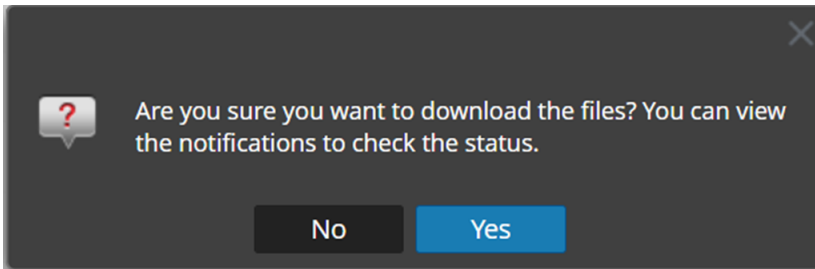 ?
Are you sure you want to download the files? You can view
the notifications to check the status.
No
Yes